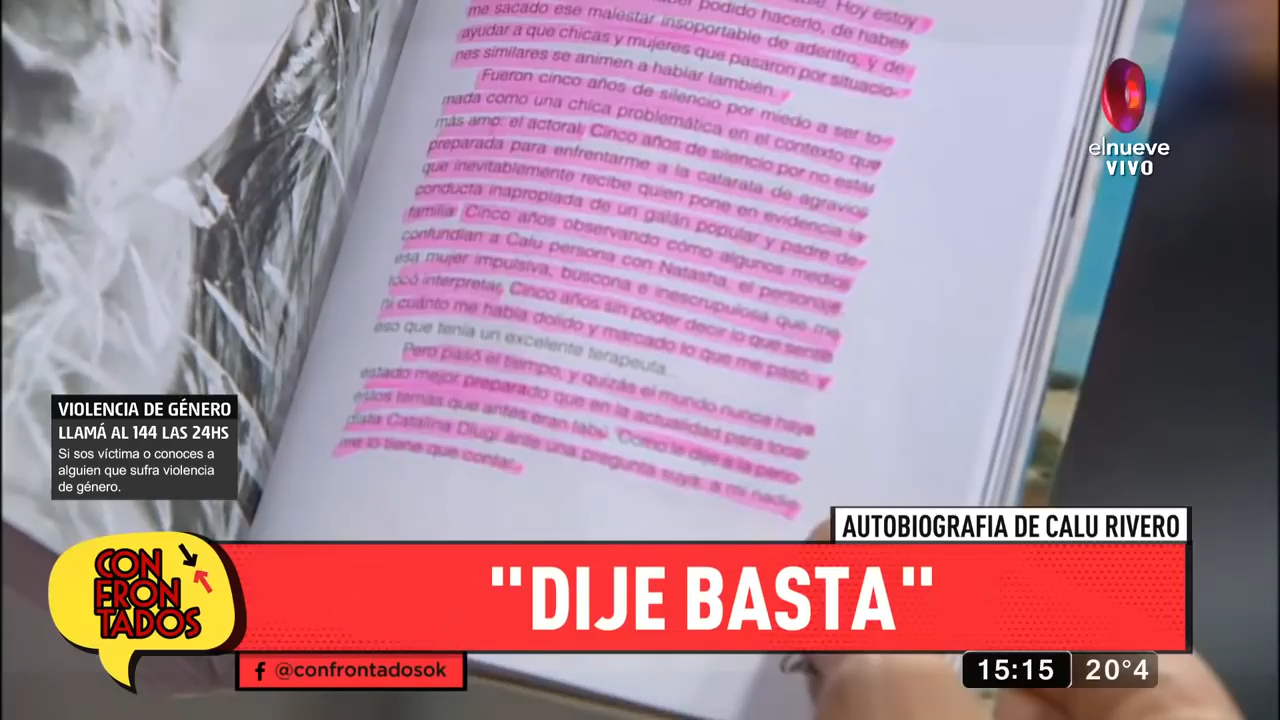 podido hacerlo, de haber-
me sacado ese malestar insoportable de adentro, y de
ayudar a que chicas y mujeres que pasaron por situacio-
nes similares se animen a hablar también.
Fueron cinco años de silencio por miedo a ser to-
mada como una chica problemática en el contexto que
más amo: el actoral. Cinco años de silencio por no estar
preparada para enfrentarme a la catarata de agravios
que inevitablemente recibe quien pone en evidencia la
conducta inapropiada de un galán popular y padre de
familia. Cinco años observando cómo algunos medios
confundían a Calu persona con Natasha, el personaje
esa mujer impulsiva, buscona e inescrupulosa que me
tocó interpretar. Cinco años sin poder decir lo que sentía
ni cuánto me había dolido y marcado lo que me pasó, y
eso que tenía un excelente terapeuta...
Pero pasó el tiempo, y quizás el mundo nunca haya
estado mejor preparado que en la actualidad para tocar
estos temas que antes eran tabú. Como le dije a la perio-
dista Catalina Dlugi ante una pregunta suya: a mí nadie
me lo tiene que contar.
elnueve
VIVO
VIOLENCIA DE GÉNERO
LLAMÁ AL 144 LAS 24HS
Si sos víctima o conoces a
alguien que sufra violencia
de género.
AUTOBIOGRAFIA DE CALU RIVERO
CON
FRON
TADOS
"DIJE BASTA"
@confrontadosok
15:15 20°4